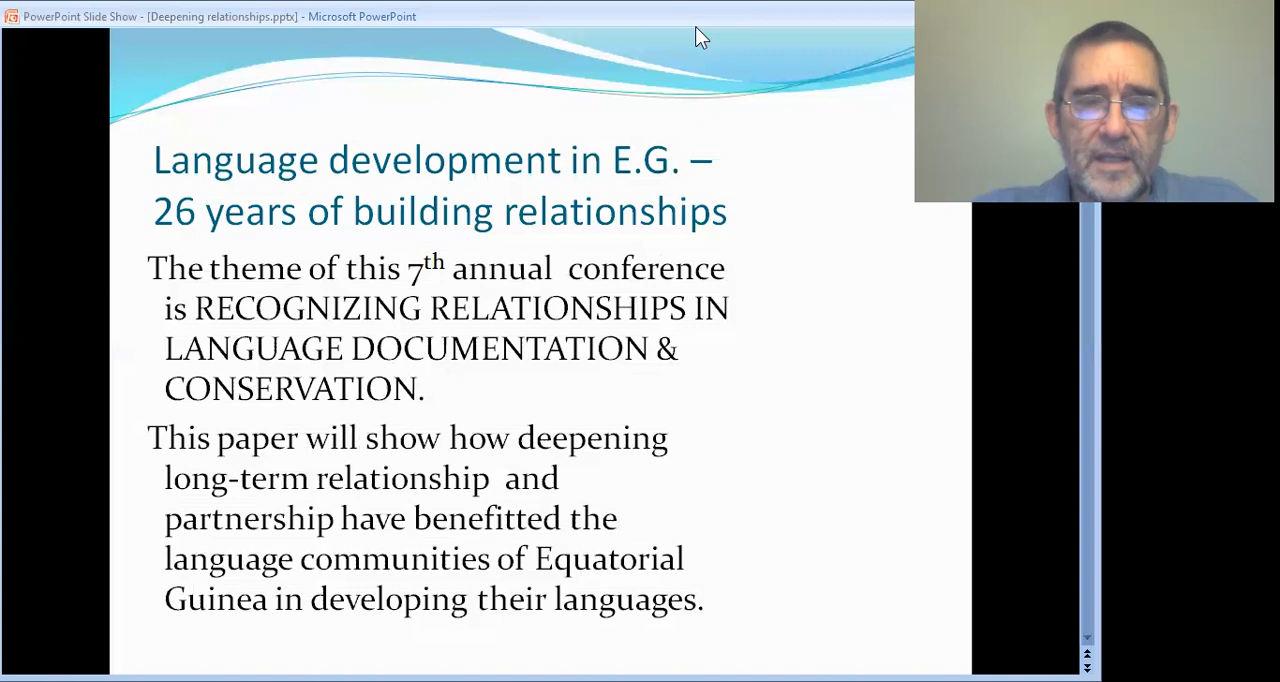 PowerPoint Slide Show - [Deepening relationships.pptx] - Microsoft PowerPoint
Language development in E.G. –
26 years of building relationships
The theme of this 7th annual conference
is RECOGNIZING RELATIONSHIPS IN
LANGUAGE DOCUMENTATION &
CONSERVATION.
This paper will show how deepening
long-term relationship and
partnership have benefitted the
language communities of Equatorial
Guinea in developing their languages.